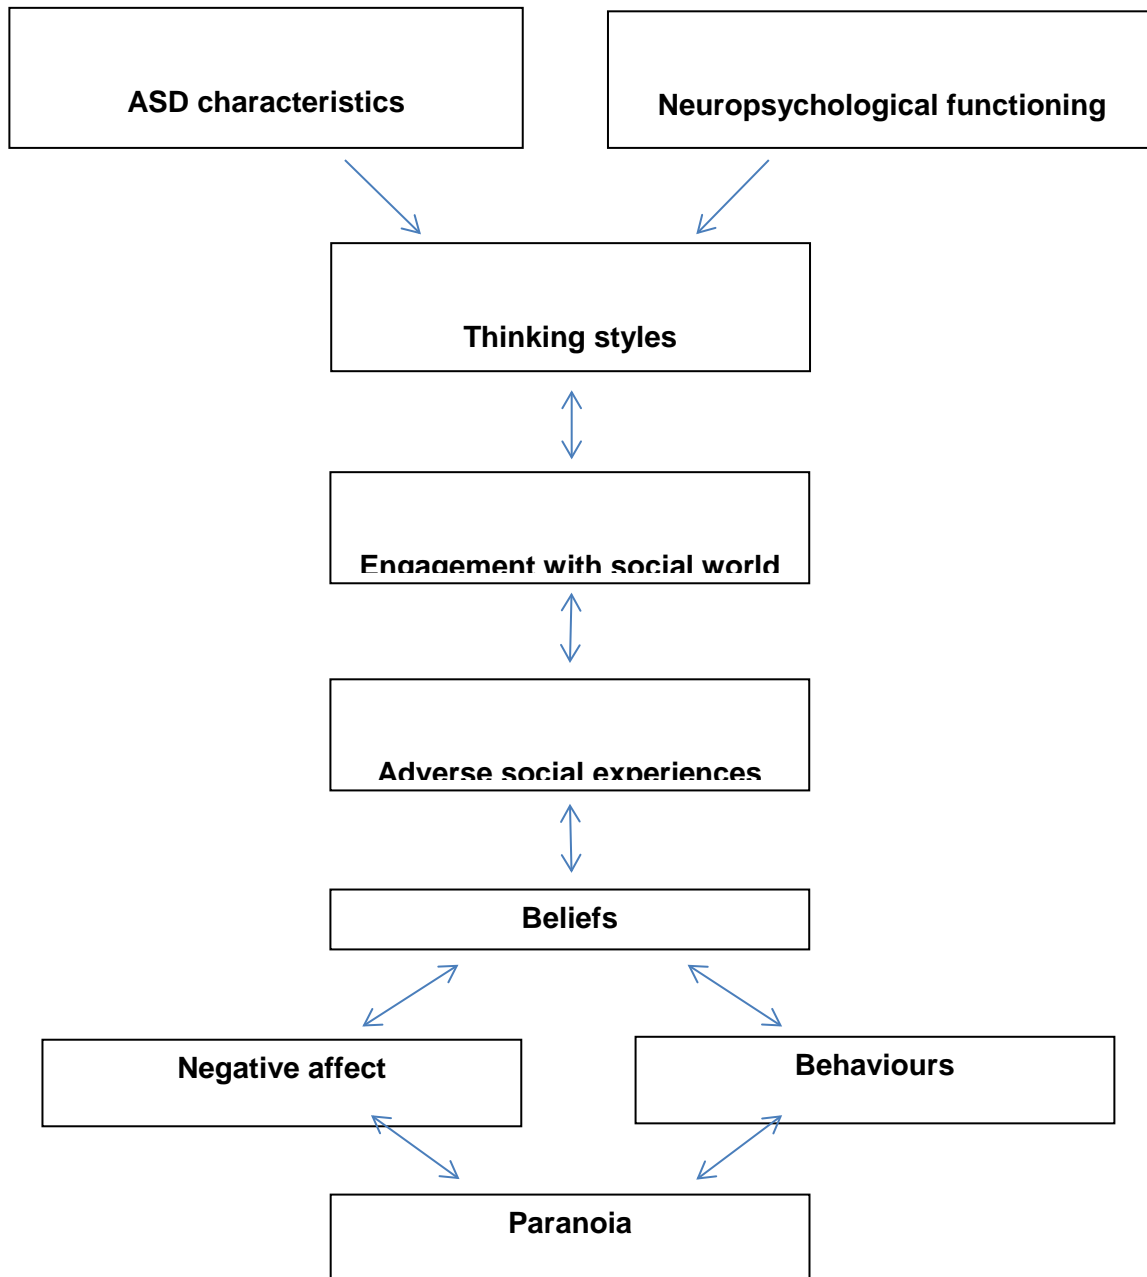 ASD characteristics
Neuropsychological functioning
Thinking styles
Engagement with social world
Adverse social experiences
Beliefs
Negative affect
Behaviours
Paranoia